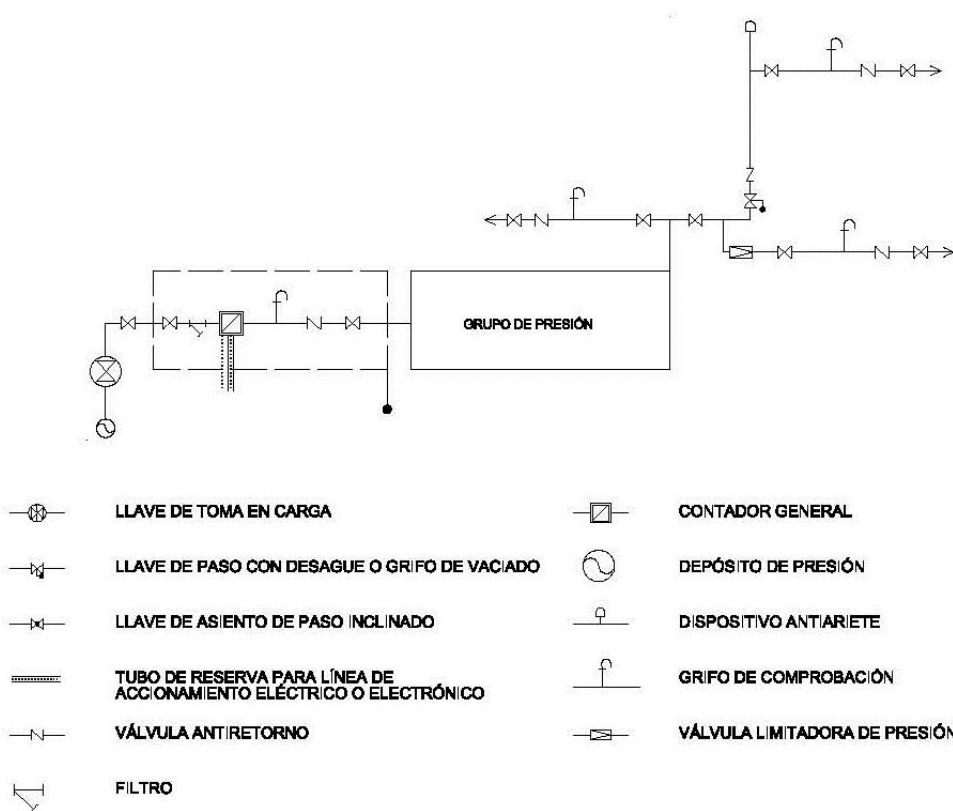 GRUPO DE PRESIÓN
LLAVE DE TOMA EN CARGA
LLAVE DE PASO CON DESAGUE O GRIFO DE VACIADO
LLAVE DE ASIENTO DE PASO INCLINADO
TUBO DE RESERVA PARA LÍNEA DE
ACCIONAMIENTO ELÉCTRICO O ELECTRÓNICO
VÁLVULA ANTIRETORNO
FILTRO
CONTADOR GENERAL
DEPÓSITO DE PRESIÓN
DISPOSITIVO ANTIARIETE
GRIFO DE COMPROBACIÓN
VÁLVULA LIMITADORA DE PRESIÓN